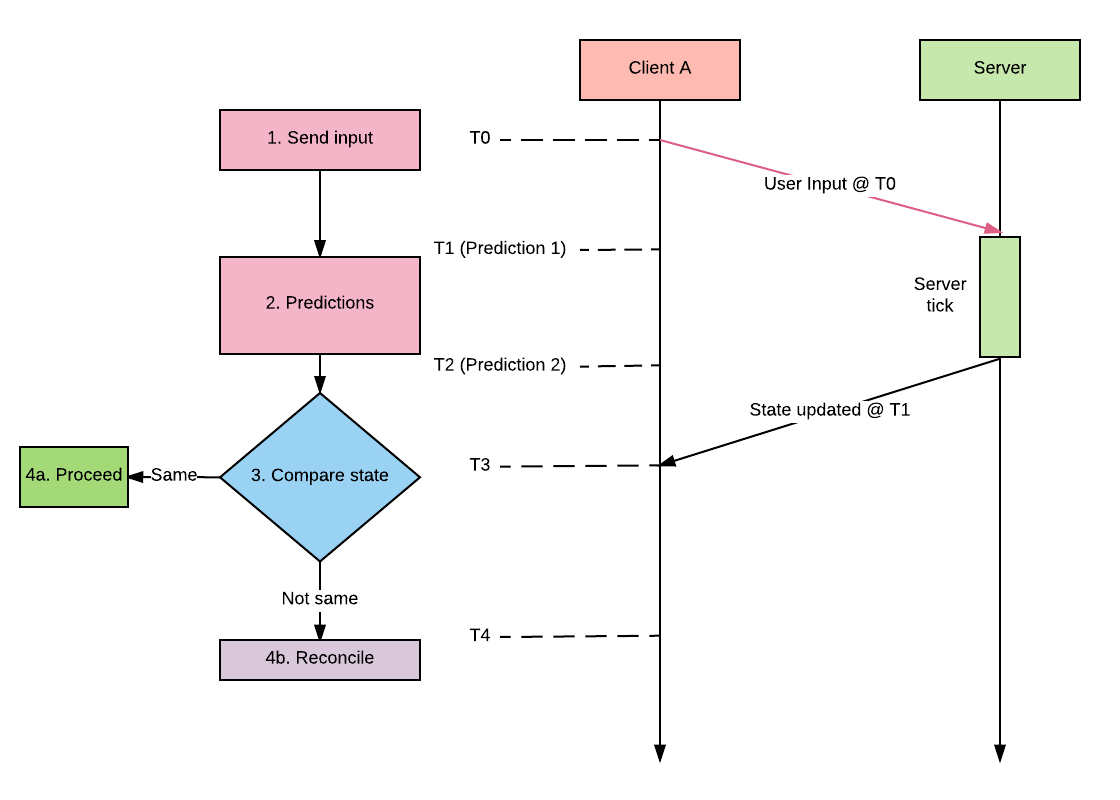 Client A
Server
1. Send input
T0
User Input @ T0
T1 (Prediction 1)
Server
tick
2. Predictions
T2 (Prediction 2)
State updated @ T1
T3
4a. Proceed
Same
3. Compare state
Not same
T4
4b. Reconcile